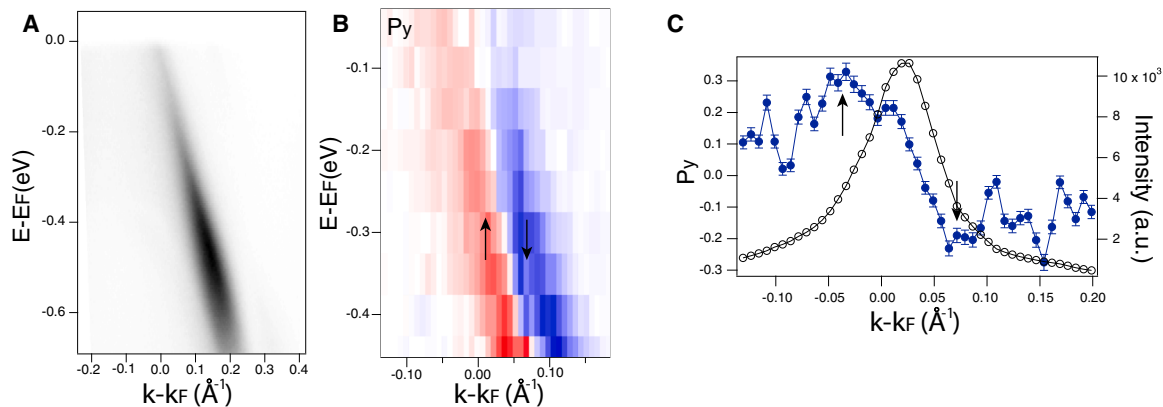 A
0.0
-0.2
-0.4
-0.6
E-EF(eV)
-0.2 -0.1 0.0 0.1 0.2 0.3 0.4
k-kF (Å-1)
B
Py
-0.1
-0.2
-0.3
-0.4
E-EF(eV)
-0.10 0.00 0.10
k-kF (Å-1)
C
0.3
0.2
0.1
0.0
-0.1
-0.2
-0.3
Py
-0.10 -0.05 0.00 0.05 0.10 0.15 0.20
k-kF (Å-1)
10 x 10³
8
6
4
2
Intensity (a.u.)